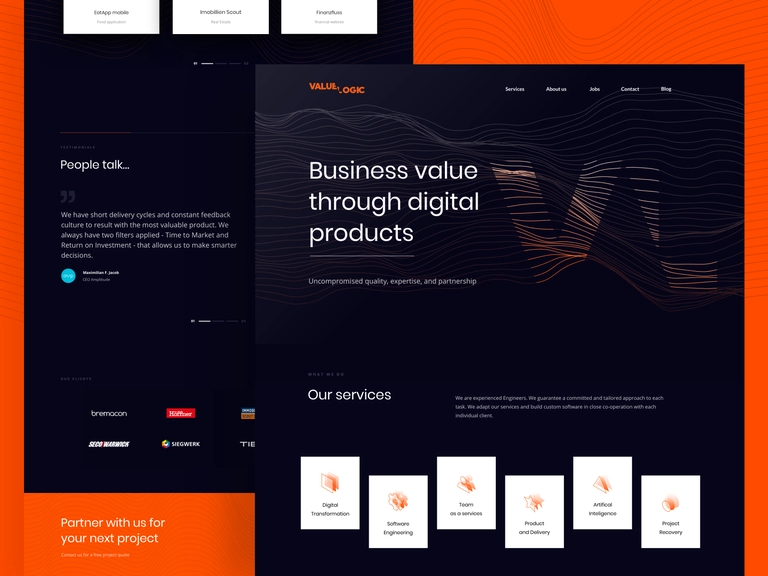 EatApp mobile
Food application
Imobillien Scout
Real Estate
Finanzfluss
Financial website
01
TESTIMONIALS
People talk...
We have short delivery cycles and constant feedback
culture to result with the most valuable product. We
always have two filters applied - Time to Market and
Return on Investment - that allows us to make smarter
decisions.
Maximilian F. Jacob
CEO Amplitude
01
OUR CLIENTS
bremacon
Höffner
SECO/WARWICK
SIEGWERK
TIE
Partner with us for
your next project
Contact us for a free project quote
VALUE LOGIC
Services
About us
Jobs
Contact
Blog
Business value
through digital
products
Uncompromised quality, expertise, and partnership
VL
WHAT WE DO
Our services
We are experienced Engineers. We guarantee a committed and tailored approach to each
task. We adapt our services and build custom software in close co-operation with each
individual client.
Digital
Transformation
Software
Engineering
Team
as a services
Product
and Delivery
Artifical
Inteligence
Project
Recovery